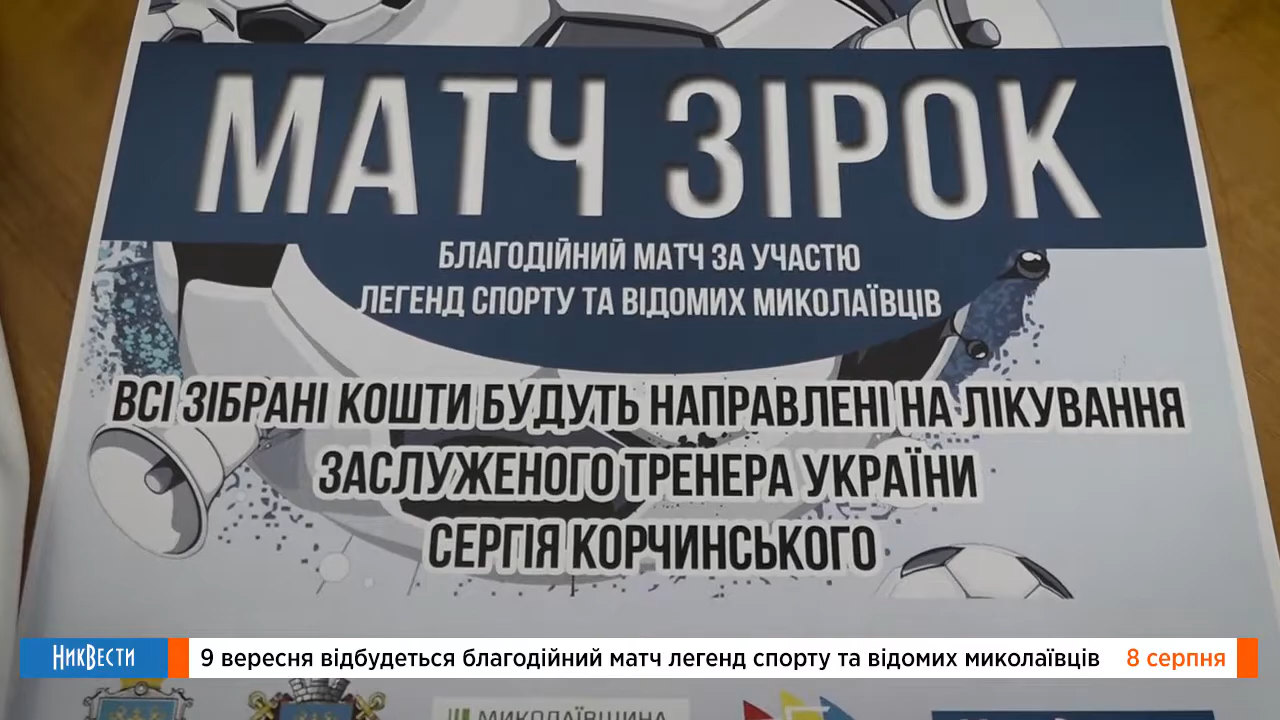 МАТЧ ЗІРОК
БЛАГОДІЙНИЙ МАТЧ ЗА УЧАСТЮ
ЛЕГЕНД СПОРТУ ТА ВІДОМИХ МИКОЛАЇВЦІВ
ВСІ ЗІБРАНІ КОШТИ БУДУТЬ НАПРАВЛЕНІ НА ЛІКУВАННЯ
ЗАСЛУЖЕНОГО ТРЕНЕРА УКРАЇНИ
СЕРГІЯ КОРЧИНСЬКОГО
НИКВЕСТИ 9 вересня відбудеться благодійний матч легенд спорту та відомих миколаївців 8 серпня
МИКОЛАЇВЩИНА